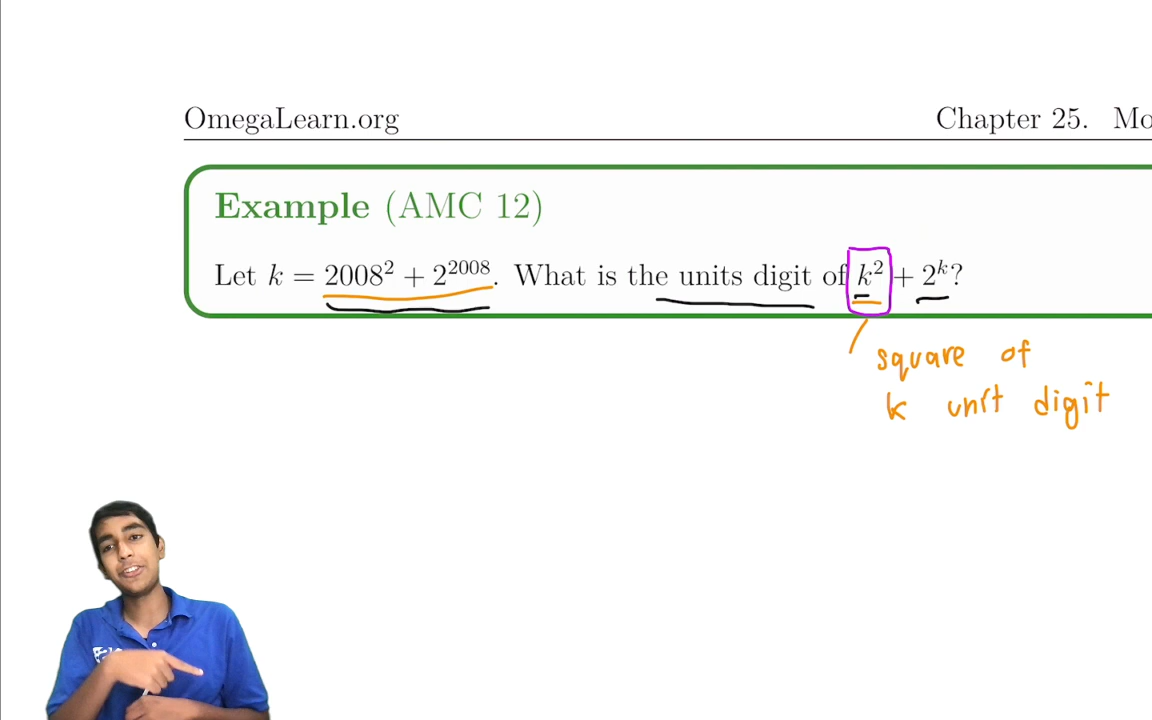 OmegaLearn.org Chapter 25. Mo
Example (AMC 12)
Let k = 2008² + 2²⁰⁰⁸. What is the units digit of k² + 2ᵏ?
square of
k unit digit